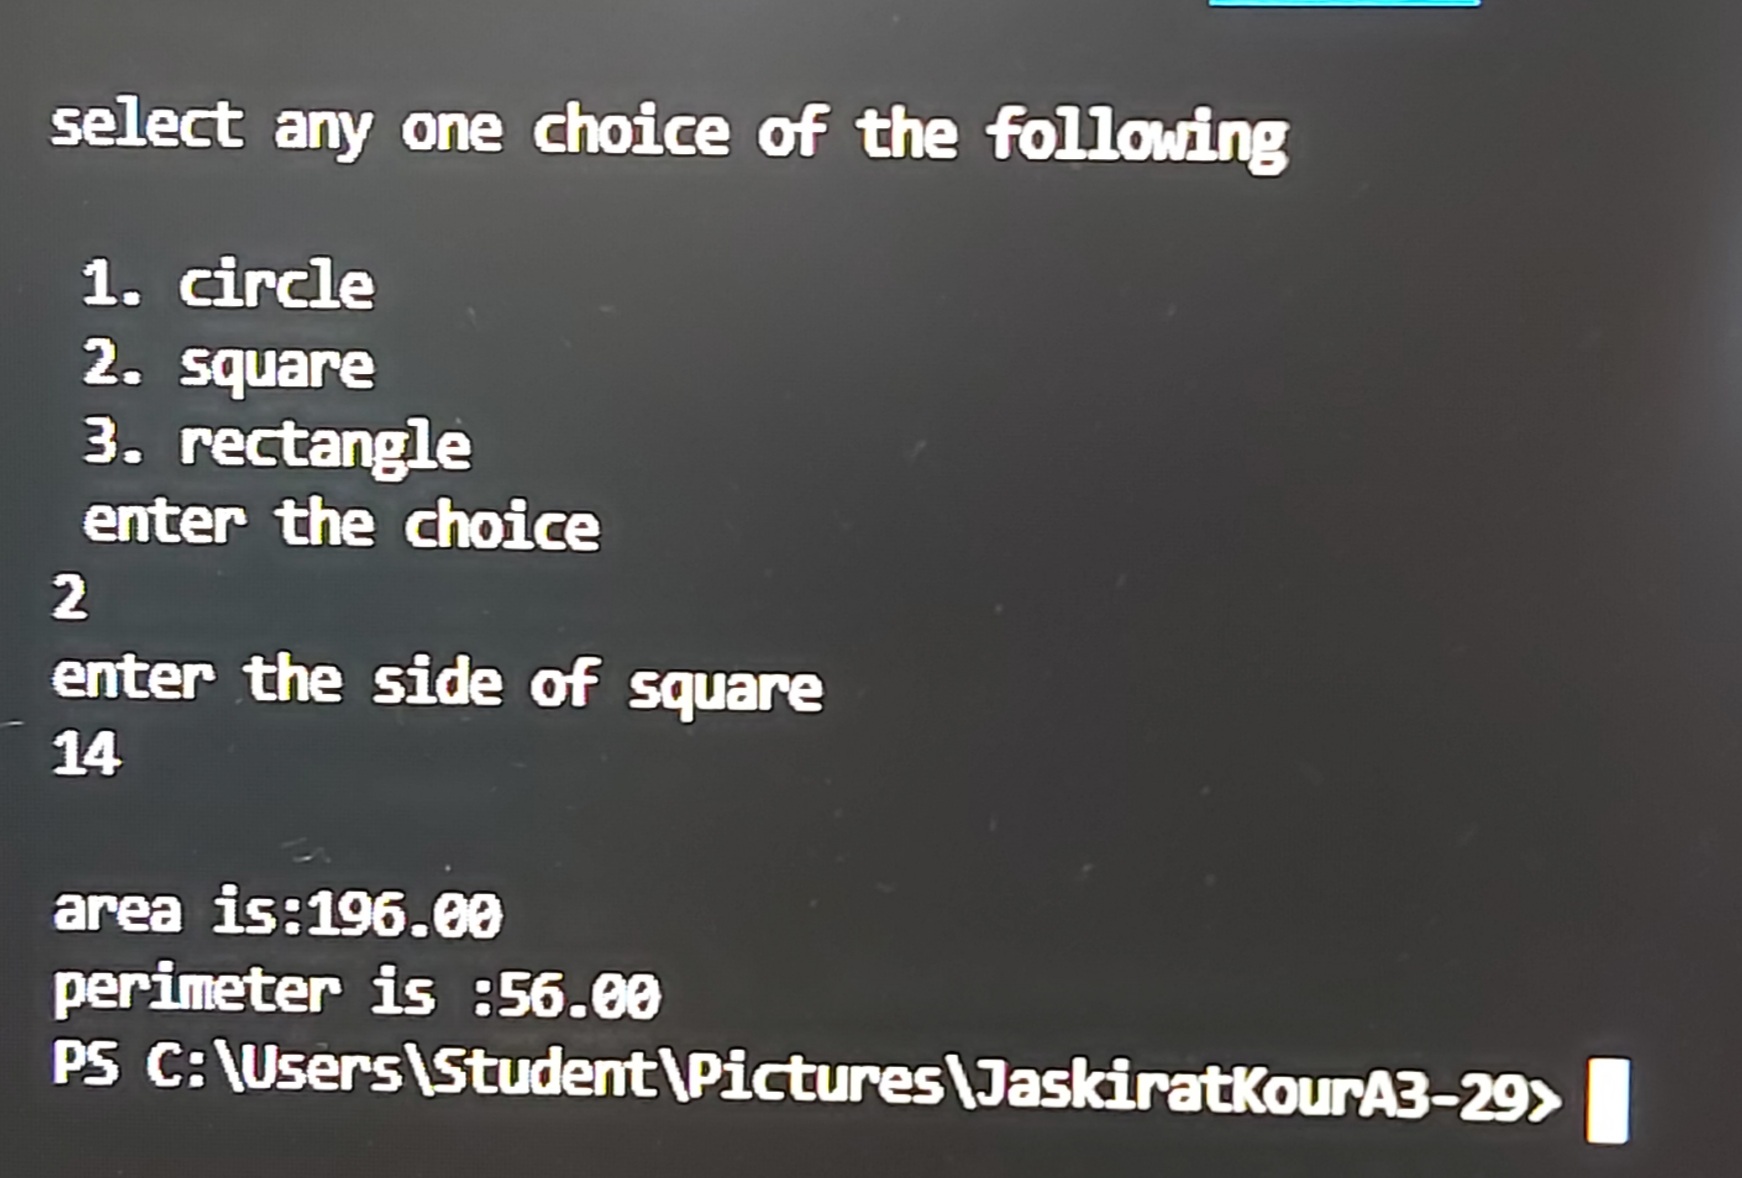 select any one choice of the following
1. circle
2. square
3. rectangle
enter the choice
2
enter the side of square
14
area is:196.00
perimeter is :56.00
PS C:\Users\Student\Pictures\JaskiratKourA3-29>